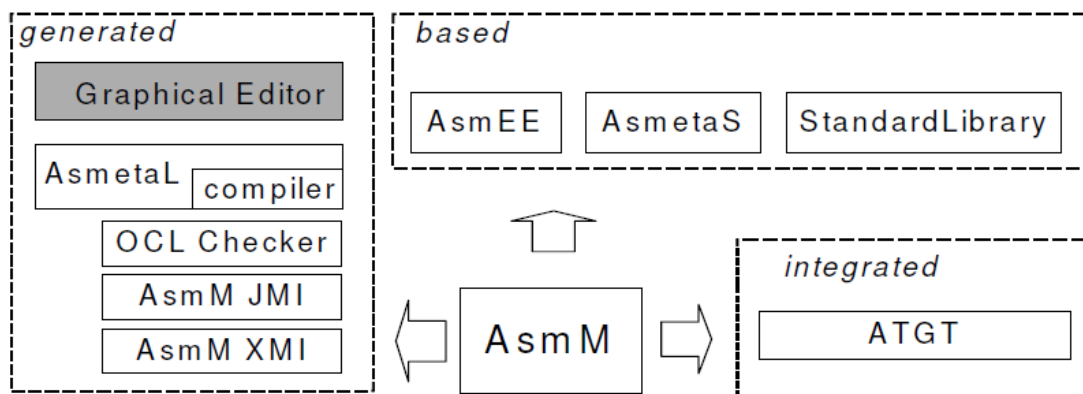 generated
Graphical Editor
AsmetaL
compiler
OCL Checker
AsmM JMI
AsmM XMI
based
AsmEE
AsmetaS
StandardLibrary
AsmM
integrated
ATGT